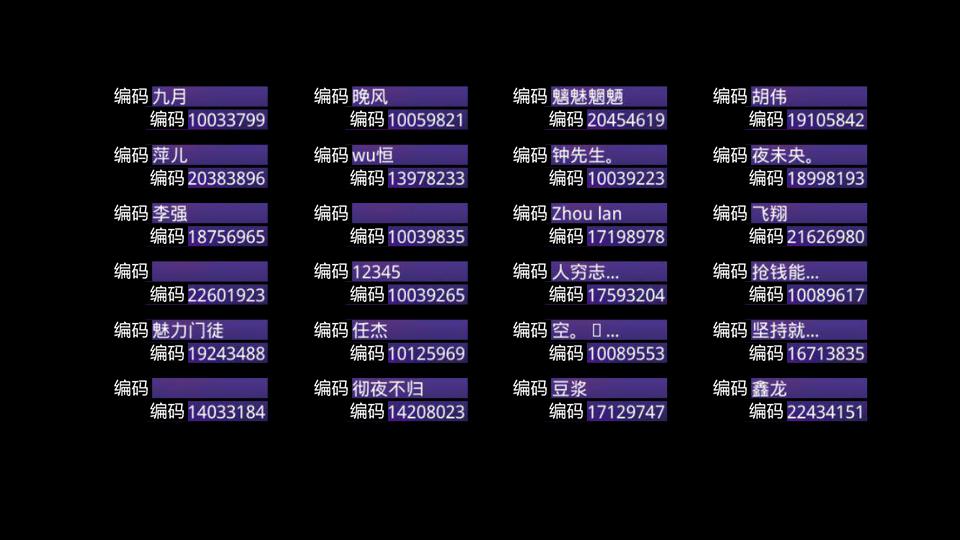 编码 九月 编码 晚风 编码 魑魅魍魉 编码 胡伟
编码 10033799 编码 10059821 编码 20454619 编码 19105842
编码 萍儿 编码 wu恒 编码 钟先生。 编码 夜未央。
编码 20383896 编码 13978233 编码 10039223 编码 18998193
编码 李强 编码 编码 Zhou lan 编码 飞翔
编码 18756965 编码 10039835 编码 17198978 编码 21626980
编码 编码 12345 编码 人穷志... 编码 抢钱能...
编码 22601923 编码 10039265 编码 17593204 编码 10089617
编码 魅力门徒 编码 任杰 编码 空。 ... 编码 坚持就...
编码 19243488 编码 10125969 编码 10089553 编码 16713835
编码 编码 彻夜不归 编码 豆浆 编码 鑫龙
编码 14033184 编码 14208023 编码 17129747 编码 22434151